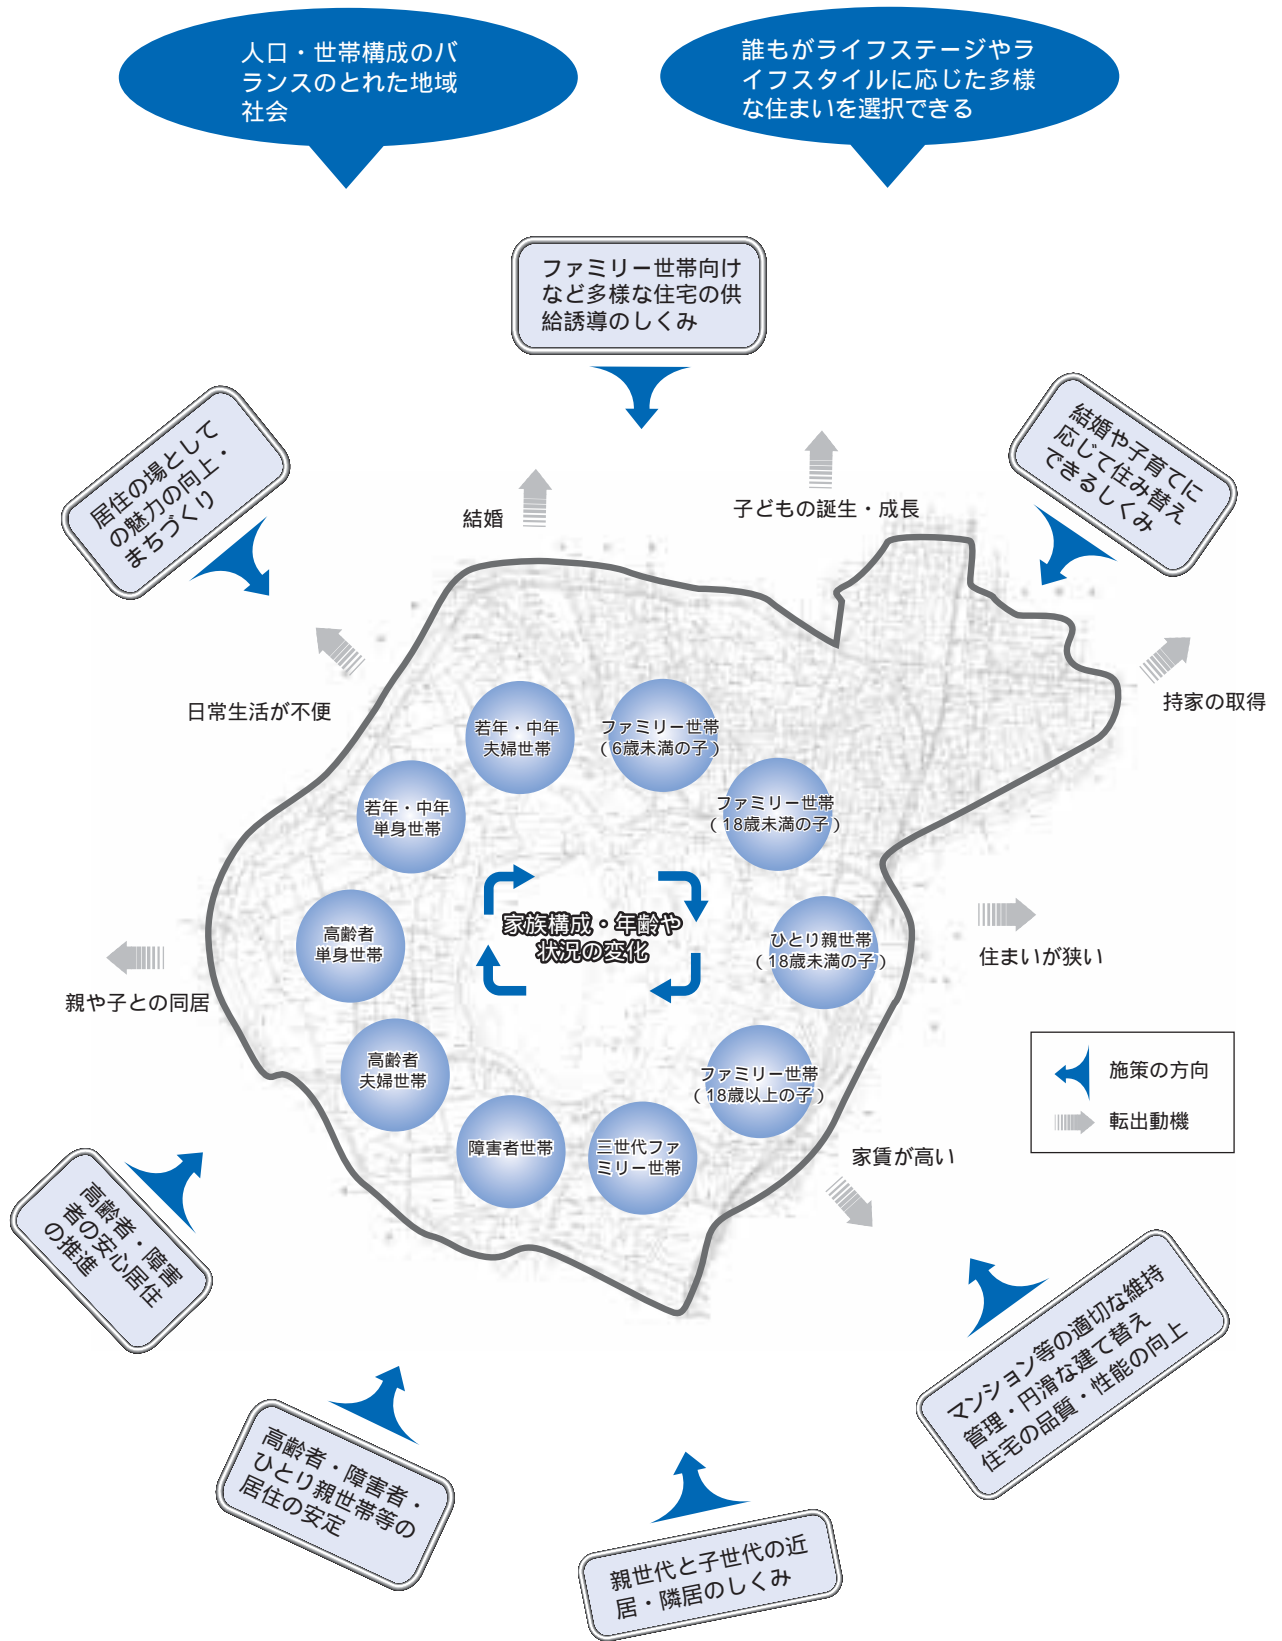 人口・世帯構成のバ
ランスのとれた地域
社会
誰もがライフステージやラ
イフスタイルに応じた多様
な住まいを選択できる
ファミリー世帯向け
など多様な住宅の供
給誘導のしくみ
居住の場として
の魅力の向上・
まちづくり
結婚や子育てに
応じて住み替え
できるしくみ
結婚
子どもの誕生・成長
日常生活が不便
持家の取得
若年・中年
夫婦世帯
ファミリー世帯
（6歳未満の子）
若年・中年
単身世帯
ファミリー世帯
（18歳未満の子）
家族構成・年齢や
状況の変化
高齢者
単身世帯
ひとり親世帯
（18歳未満の子）
住まいが狭い
親や子との同居
高齢者
夫婦世帯
ファミリー世帯
（18歳以上の子）
障害者世帯
三世代ファ
ミリー世帯
施策の方向
転出動機
家賃が高い
高齢者・障害
者の安心居住
の推進
マンション等の適切な維持
管理・円滑な建て替え
住宅の品質・性能の向上
高齢者・障害者・
ひとり親世帯等の
居住の安定
親世代と子世代の近
居・隣居のしくみ